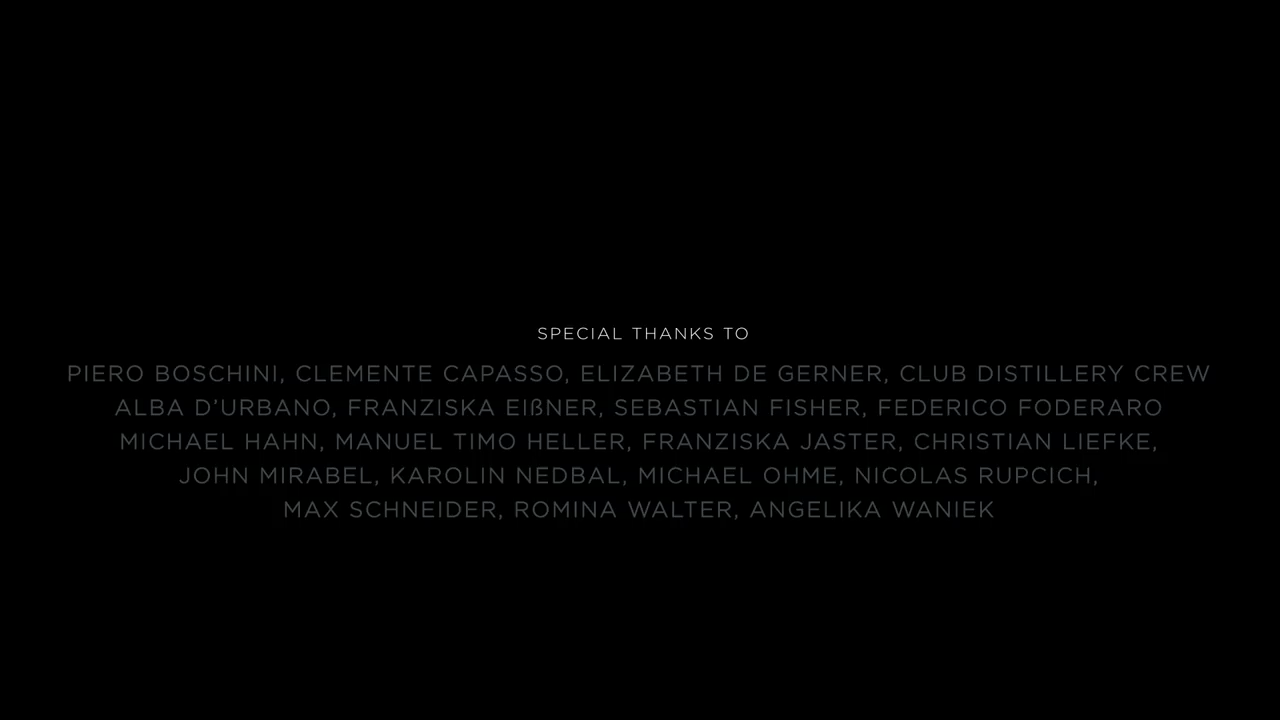 SPECIAL THANKS TO
PIERO BOSCHINI, CLEMENTE CAPASSO, ELIZABETH DE GERNER, CLUB DISTILLERY CREW
ALBA D’URBANO, FRANZISKA EIßNER, SEBASTIAN FISHER, FEDERICO FODERARO
MICHAEL HAHN, MANUEL TIMO HELLER, FRANZISKA JASTER, CHRISTIAN LIEFKE,
JOHN MIRABEL, KAROLIN NEDBAL, MICHAEL OHME, NICOLAS RUPCICH,
MAX SCHNEIDER, ROMINA WALTER, ANGELIKA WANIEK